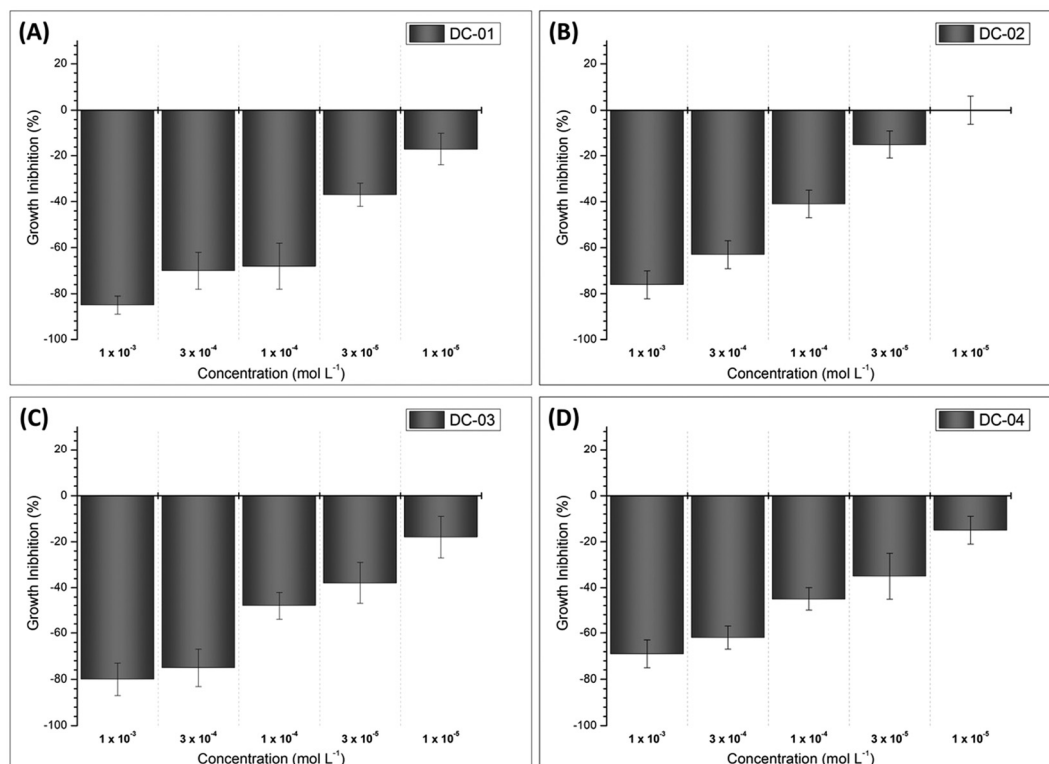 (A)
DC-01
20
0
-20
-40
-60
-80
-100
Growth Inibhition (%)
1 x 10⁻³ 3 x 10⁻⁴ 1 x 10⁻⁴ 3 x 10⁻⁵ 1 x 10⁻⁵
Concentration (mol L⁻¹)
(B)
DC-02
20
0
-20
-40
-60
-80
-100
Growth Inibhition (%)
1 x 10⁻³ 3 x 10⁻⁴ 1 x 10⁻⁴ 3 x 10⁻⁵ 1 x 10⁻⁵
Concentration (mol L⁻¹)
(C)
DC-03
20
0
-20
-40
-60
-80
-100
Growth Inibhition (%)
1 x 10⁻³ 3 x 10⁻⁴ 1 x 10⁻⁴ 3 x 10⁻⁵ 1 x 10⁻⁵
Concentration (mol L⁻¹)
(D)
DC-04
20
0
-20
-40
-60
-80
-100
Growth Inibhition (%)
1 x 10⁻³ 3 x 10⁻⁴ 1 x 10⁻⁴ 3 x 10⁻⁵ 1 x 10⁻⁵
Concentration (mol L⁻¹)